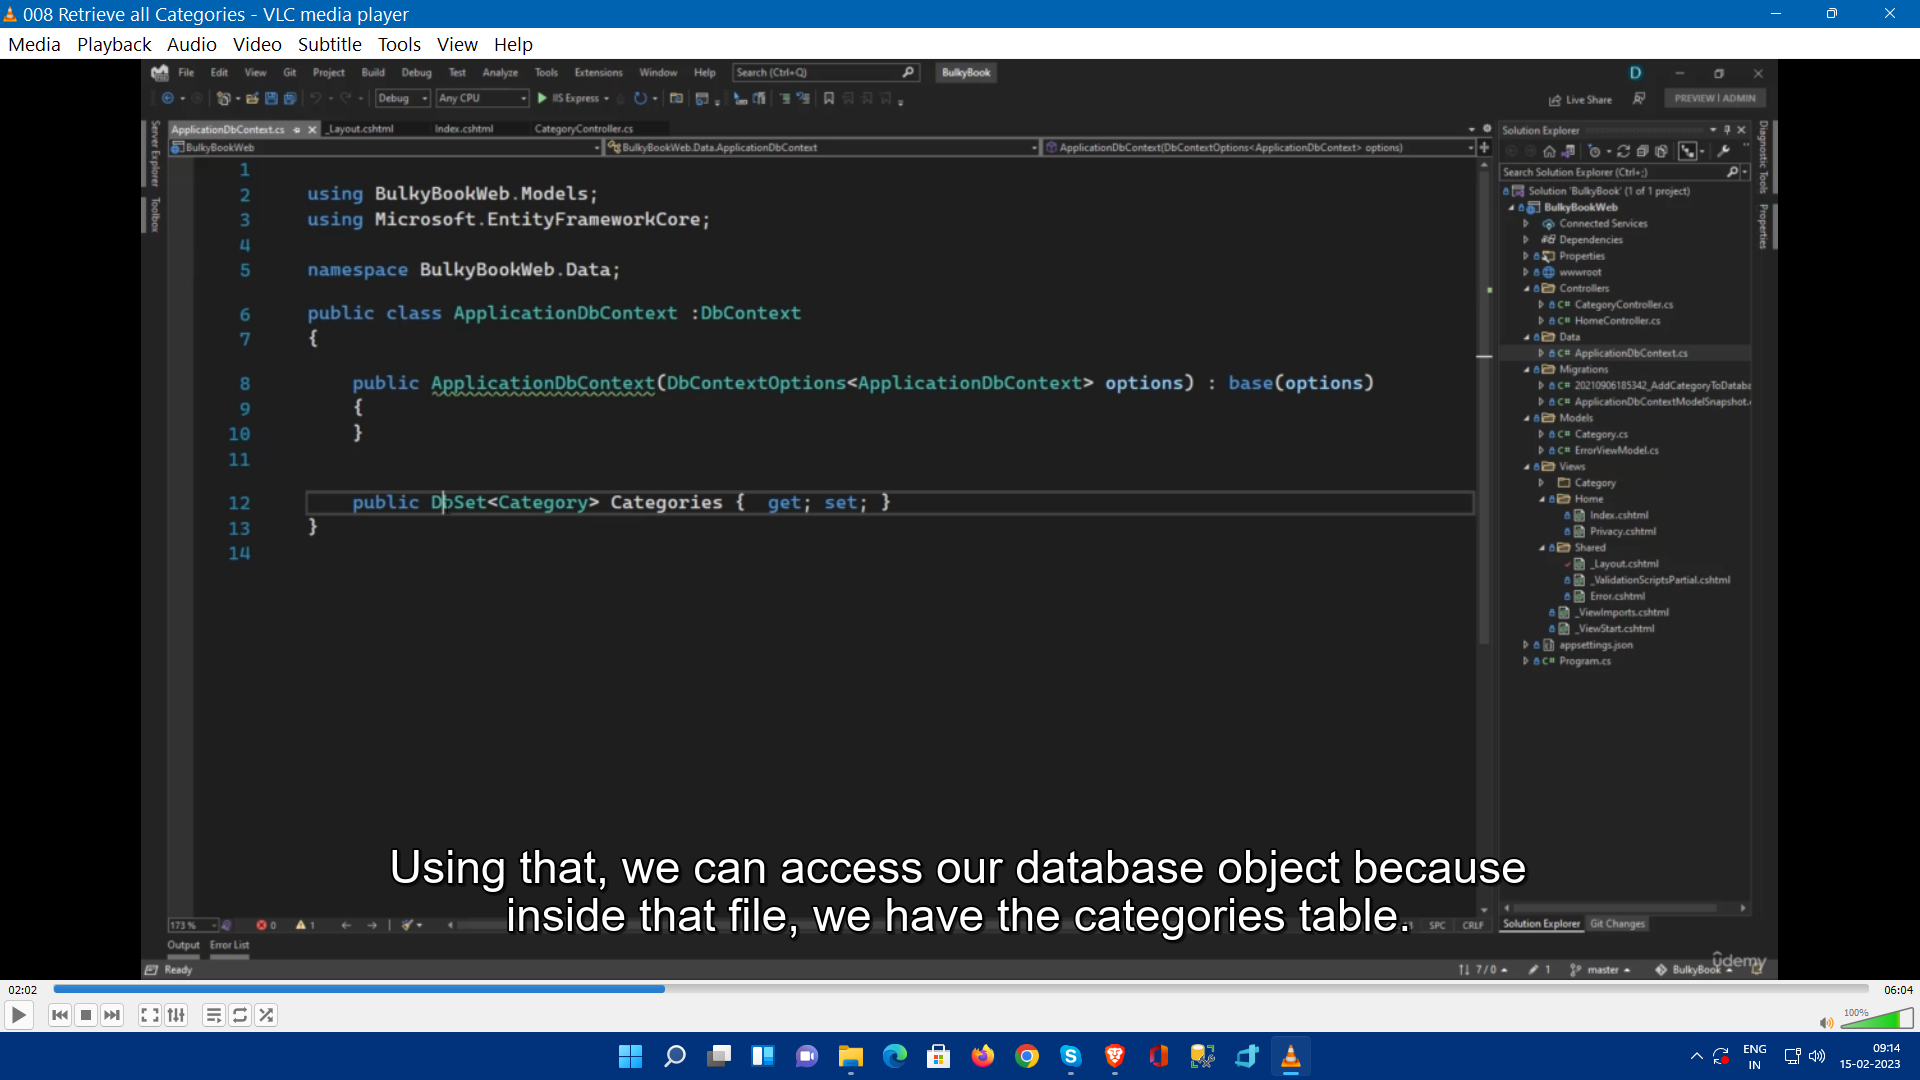 008 Retrieve all Categories - VLC media player
Media Playback Audio Video Subtitle Tools View Help
File Edit View Git Project Build Debug Test Analyze Tools Extensions Window Help Search (Ctrl+Q) BulkyBook D
Debug Any CPU IIS Express Live Share PREVIEW | ADMIN
ApplicationDbContext.cs _Layout.cshtml Index.cshtml CategoryController.cs
BulkyBookWeb BulkyBookWeb.Data.ApplicationDbContext ApplicationDbContext(DbContextOptions<ApplicationDbContext> options)
Server Explorer
Toolbox
1
2 using BulkyBookWeb.Models;
3 using Microsoft.EntityFrameworkCore;
4
5 namespace BulkyBookWeb.Data;
6 public class ApplicationDbContext :DbContext
7 {
8 public ApplicationDbContext(DbContextOptions<ApplicationDbContext> options) : base(options)
9 {
10 }
11
12 public DbSet<Category> Categories { get; set; }
13 }
14
Solution Explorer
Search Solution Explorer (Ctrl+;)
Solution 'BulkyBook' (1 of 1 project)
BulkyBookWeb
Connected Services
Dependencies
Properties
wwwroot
Controllers
C# CategoryController.cs
C# HomeController.cs
Data
C# ApplicationDbContext.cs
Migrations
C# 20210906185342_AddCategoryToDataba
C# ApplicationDbContextModelSnapshot.
Models
C# Category.cs
C# ErrorViewModel.cs
Views
Category
Home
Index.cshtml
Privacy.cshtml
Shared
_Layout.cshtml
_ValidationScriptsPartial.cshtml
Error.cshtml
_ViewImports.cshtml
_ViewStart.cshtml
appsettings.json
C# Program.cs
Diagnostic Tools
Properties
Using that, we can access our database object because
inside that file, we have the categories table.
173 % 0 1 SPC CRLF
Solution Explorer Git Changes
Output Error List
Ready 7 / 0 1 master BulkyBook
udemy
02:02 06:04
100%
ENG
IN
09:14
15-02-2023